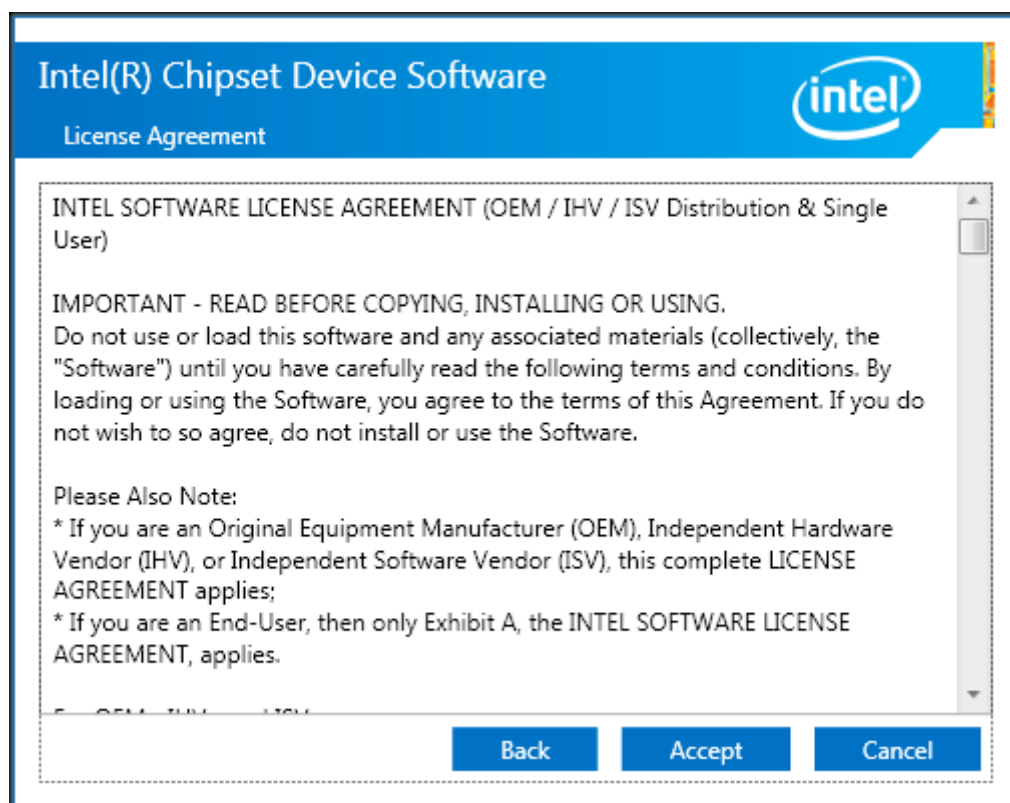 Intel(R) Chipset Device Software
intel
License Agreement
INTEL SOFTWARE LICENSE AGREEMENT (OEM / IHV / ISV Distribution & Single
User)
IMPORTANT - READ BEFORE COPYING, INSTALLING OR USING.
Do not use or load this software and any associated materials (collectively, the
"Software") until you have carefully read the following terms and conditions. By
loading or using the Software, you agree to the terms of this Agreement. If you do
not wish to so agree, do not install or use the Software.
Please Also Note:
* If you are an Original Equipment Manufacturer (OEM), Independent Hardware
Vendor (IHV), or Independent Software Vendor (ISV), this complete LICENSE
AGREEMENT applies;
* If you are an End-User, then only Exhibit A, the INTEL SOFTWARE LICENSE
AGREEMENT, applies.
Back
Accept
Cancel